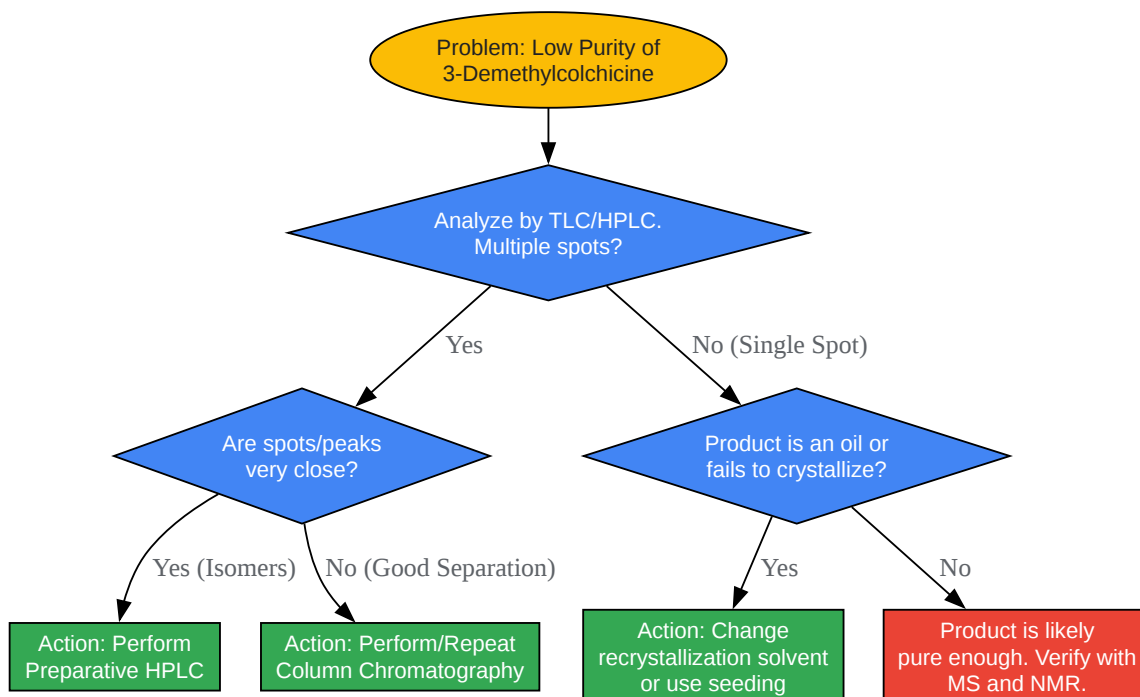 Problem: Low Purity of
3-Demethylcolchicine
Analyze by TLC/HPLC.
Multiple spots?
Yes
No (Single Spot)
Are spots/peaks
very close?
Product is an oil or
fails to crystallize?
Yes (Isomers)
No (Good Separation)
Yes
No
Action: Perform
Preparative HPLC
Action: Perform/Repeat
Column Chromatography
Action: Change
recrystallization solvent
or use seeding
Product is likely
pure enough. Verify with
MS and NMR.